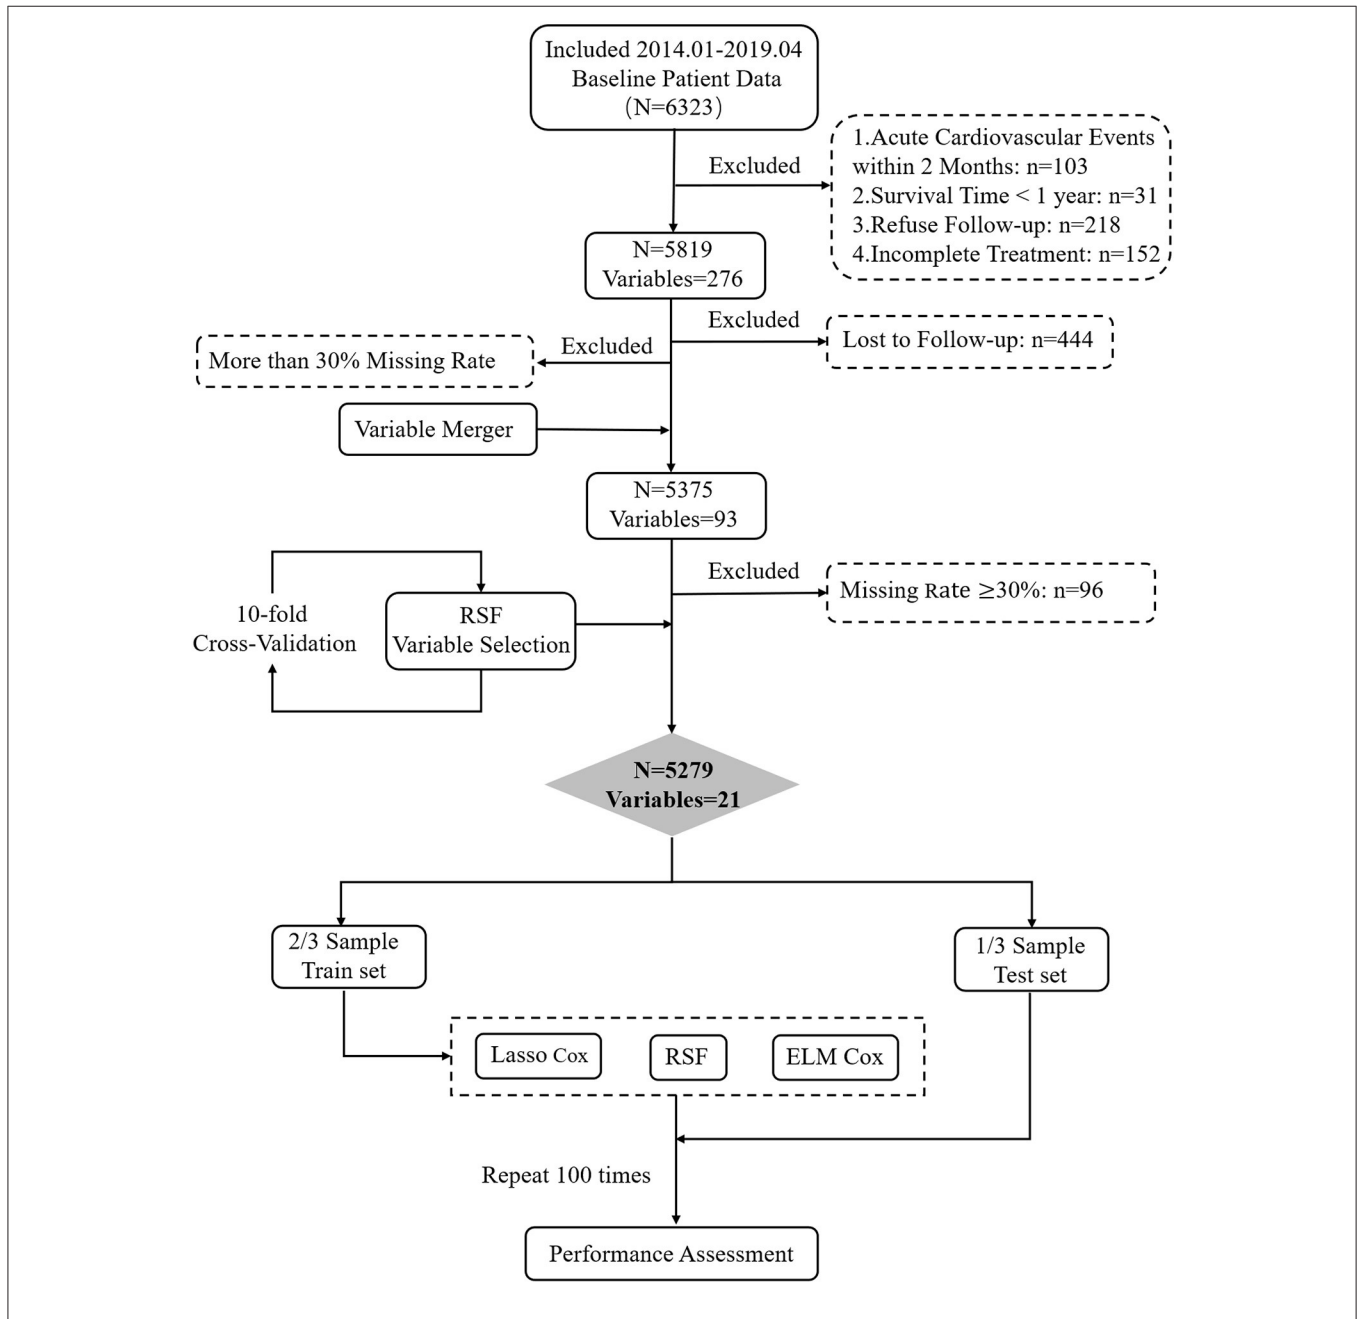 Included 2014.01-2019.04
Baseline Patient Data
(N=6323)
Excluded
1.Acute Cardiovascular Events
within 2 Months: n=103
2.Survival Time < 1 year: n=31
3.Refuse Follow-up: n=218
4.Incomplete Treatment: n=152
N=5819
Variables=276
Excluded
Lost to Follow-up: n=444
Excluded
More than 30% Missing Rate
Variable Merger
N=5375
Variables=93
Excluded
Missing Rate ≥30%: n=96
10-fold
Cross-Validation
RSF
Variable Selection
N=5279
Variables=21
2/3 Sample
Train set
1/3 Sample
Test set
Lasso Cox
RSF
ELM Cox
Repeat 100 times
Performance Assessment